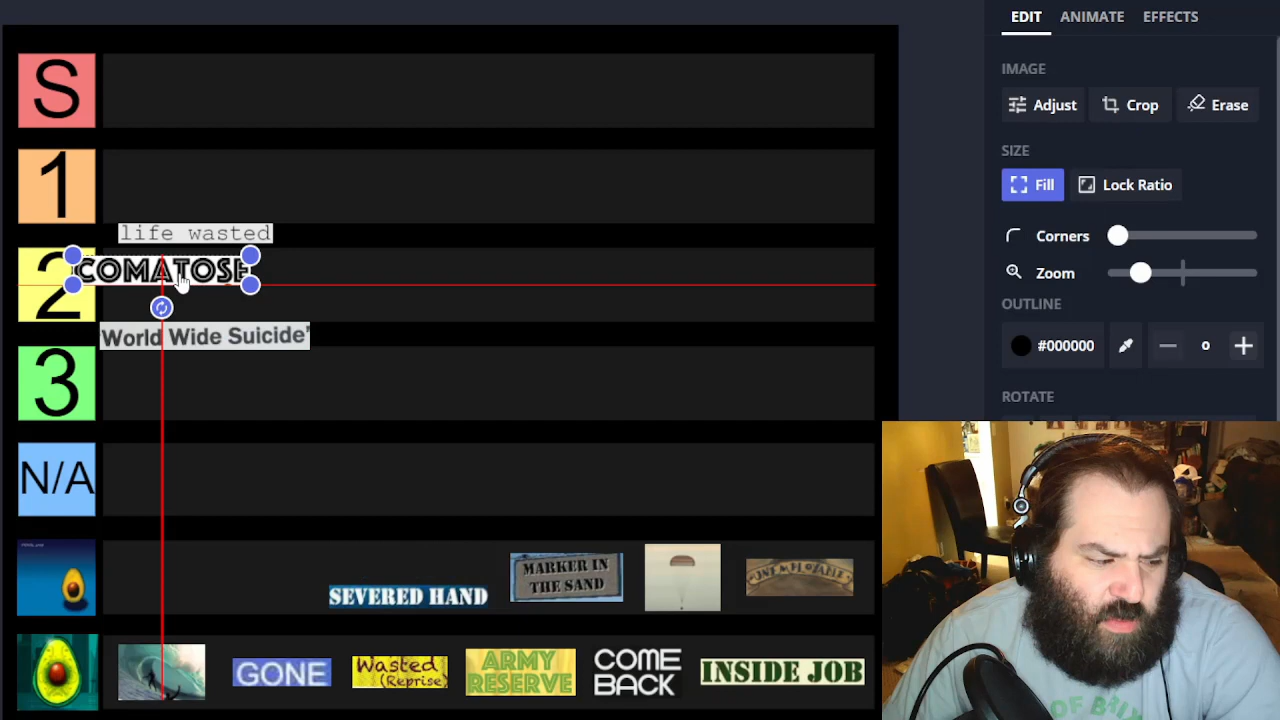 EDIT ANIMATE EFFECTS
IMAGE
Adjust Crop Erase
SIZE
Fill Lock Ratio
Corners
Zoom
OUTLINE
#000000 0
ROTATE
S
1
life wasted
2
COMATOSE
World Wide Suicide'
3
N/A
SEVERED HAND
MARKER IN
THE SAND
GONE
Wasted
(Reprise)
ARMY
RESERVE
COME
BACK
INSIDE JOB